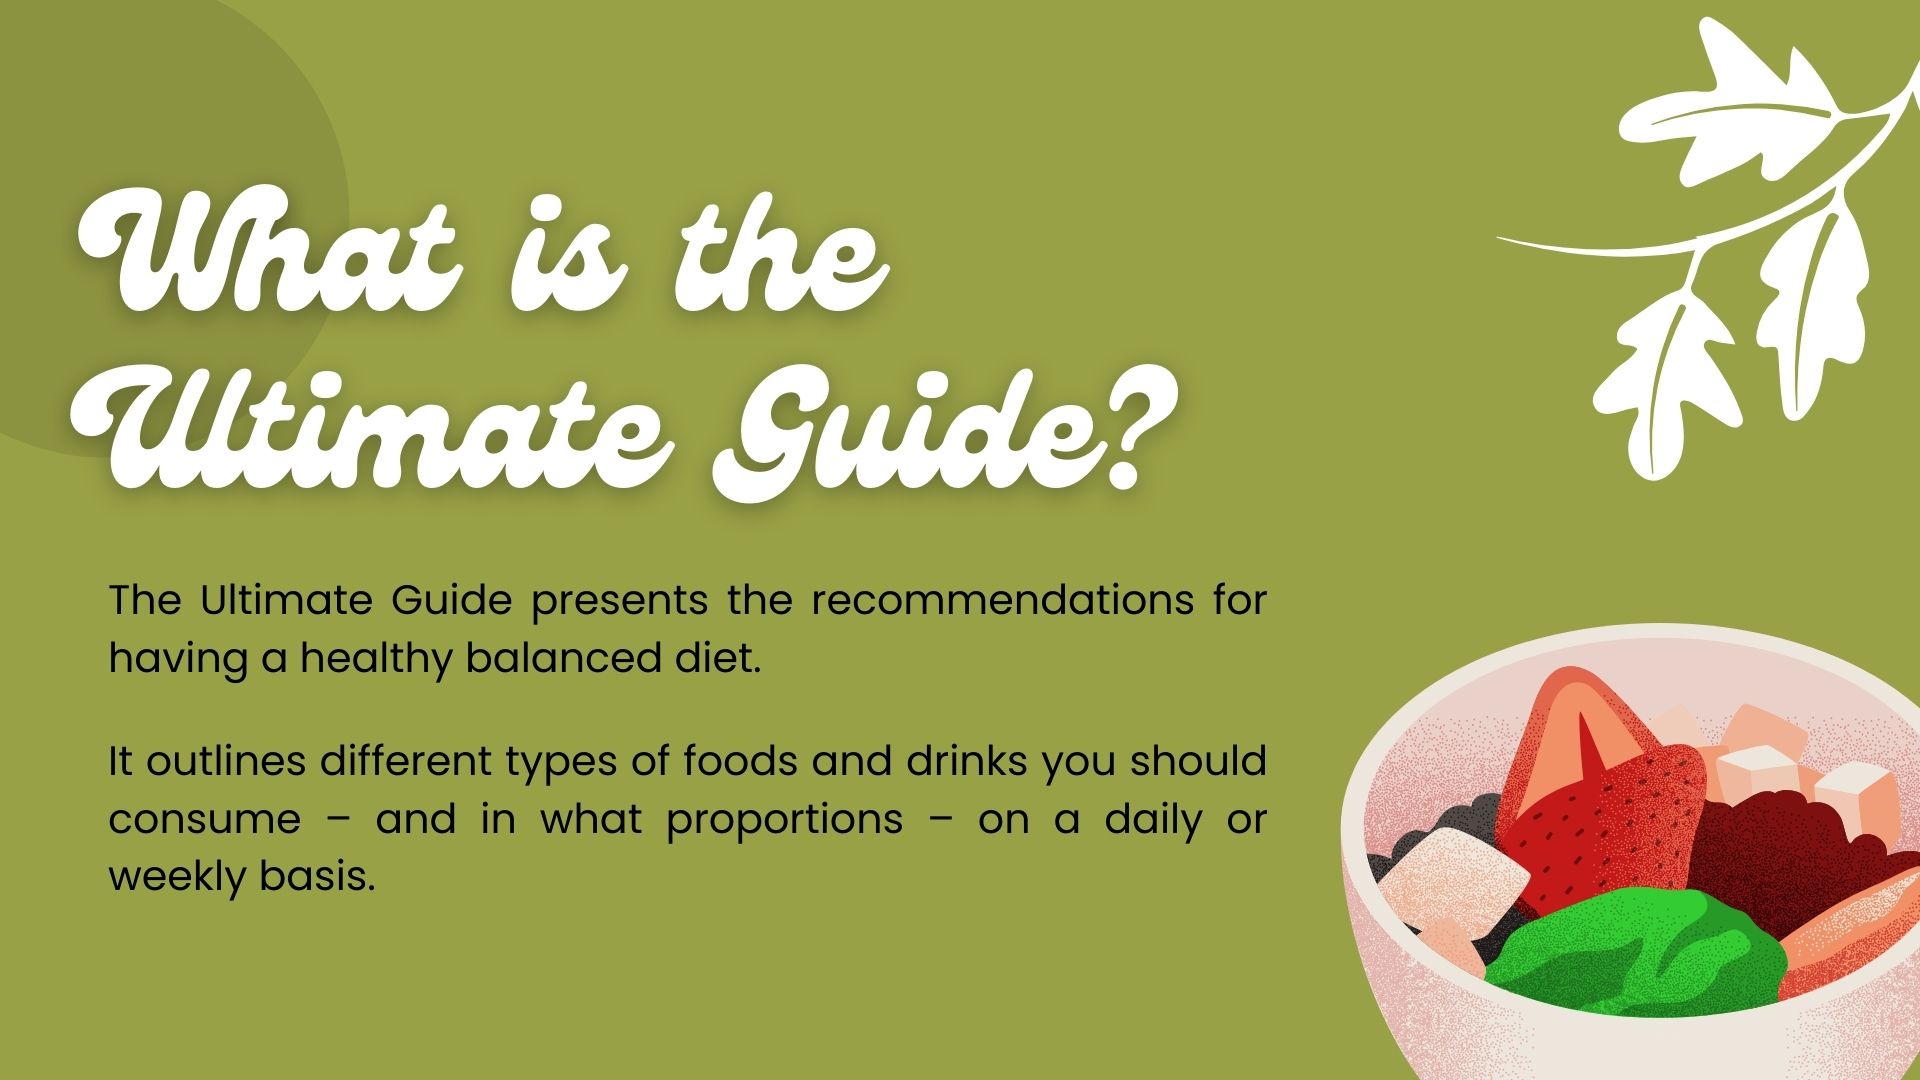 What is the
Ultimate Guide?
The Ultimate Guide presents the recommendations for
having a healthy balanced diet.
It outlines different types of foods and drinks you should
consume – and in what proportions – on a daily or
weekly basis.